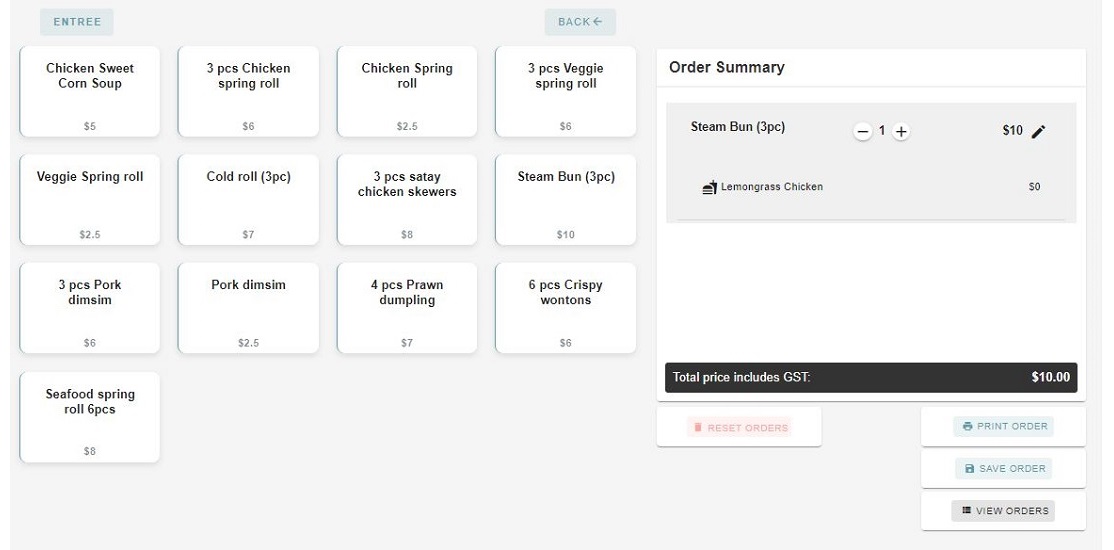 ENTREE
BACK←
Chicken Sweet
Corn Soup
$5
3 pcs Chicken
spring roll
$6
Chicken Spring
roll
$2.5
3 pcs Veggie
spring roll
$6
Veggie Spring roll
$2.5
Cold roll (3pc)
$7
3 pcs satay
chicken skewers
$8
Steam Bun (3pc)
$10
3 pcs Pork
dimsim
$6
Pork dimsim
$2.5
4 pcs Prawn
dumpling
$7
6 pcs Crispy
wontons
$6
Seafood spring
roll 6pcs
$8
Order Summary
Steam Bun (3pc) 1 $10
Lemongrass Chicken $0
Total price includes GST: $10.00
RESET ORDERS
PRINT ORDER
SAVE ORDER
VIEW ORDERS